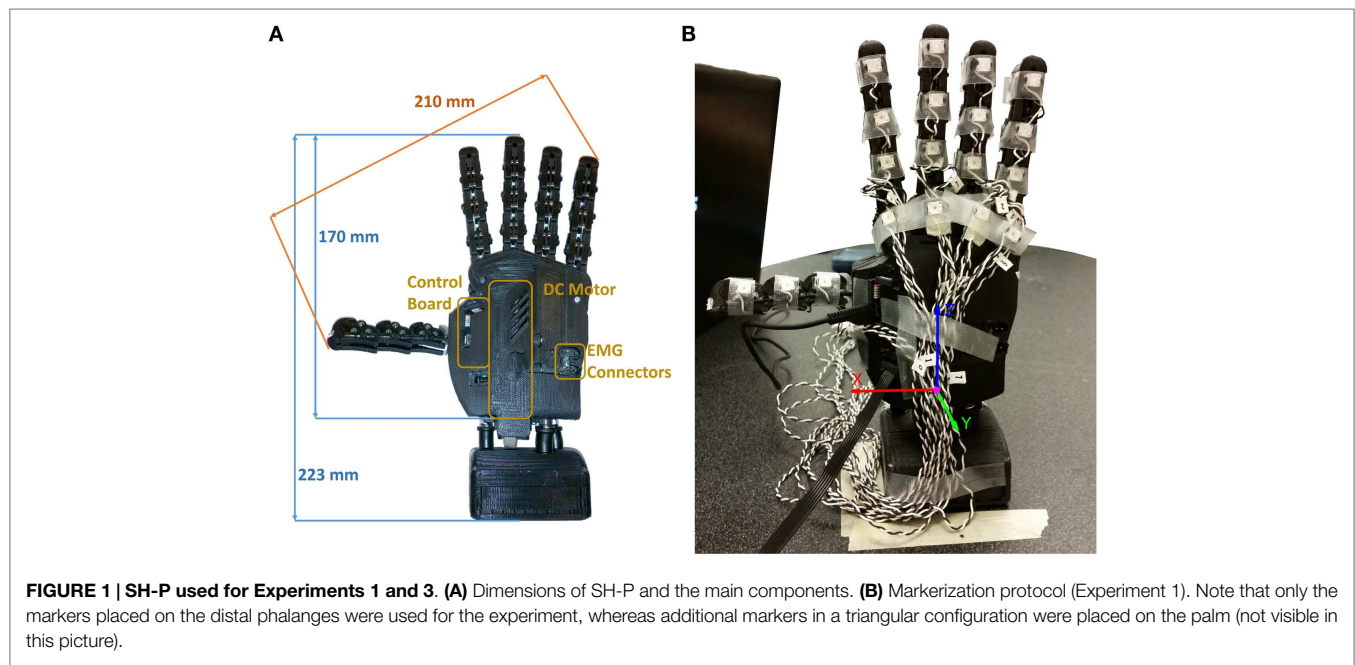 A
B
210 mm
170 mm
Control
Board
DC Motor
EMG
Connectors
223 mm
Z
X
Y
FIGURE 1 | SH-P used for Experiments 1 and 3. (A) Dimensions of SH-P and the main components. (B) Markerization protocol (Experiment 1). Note that only the
markers placed on the distal phalanges were used for the experiment, whereas additional markers in a triangular configuration were placed on the palm (not visible in
this picture).